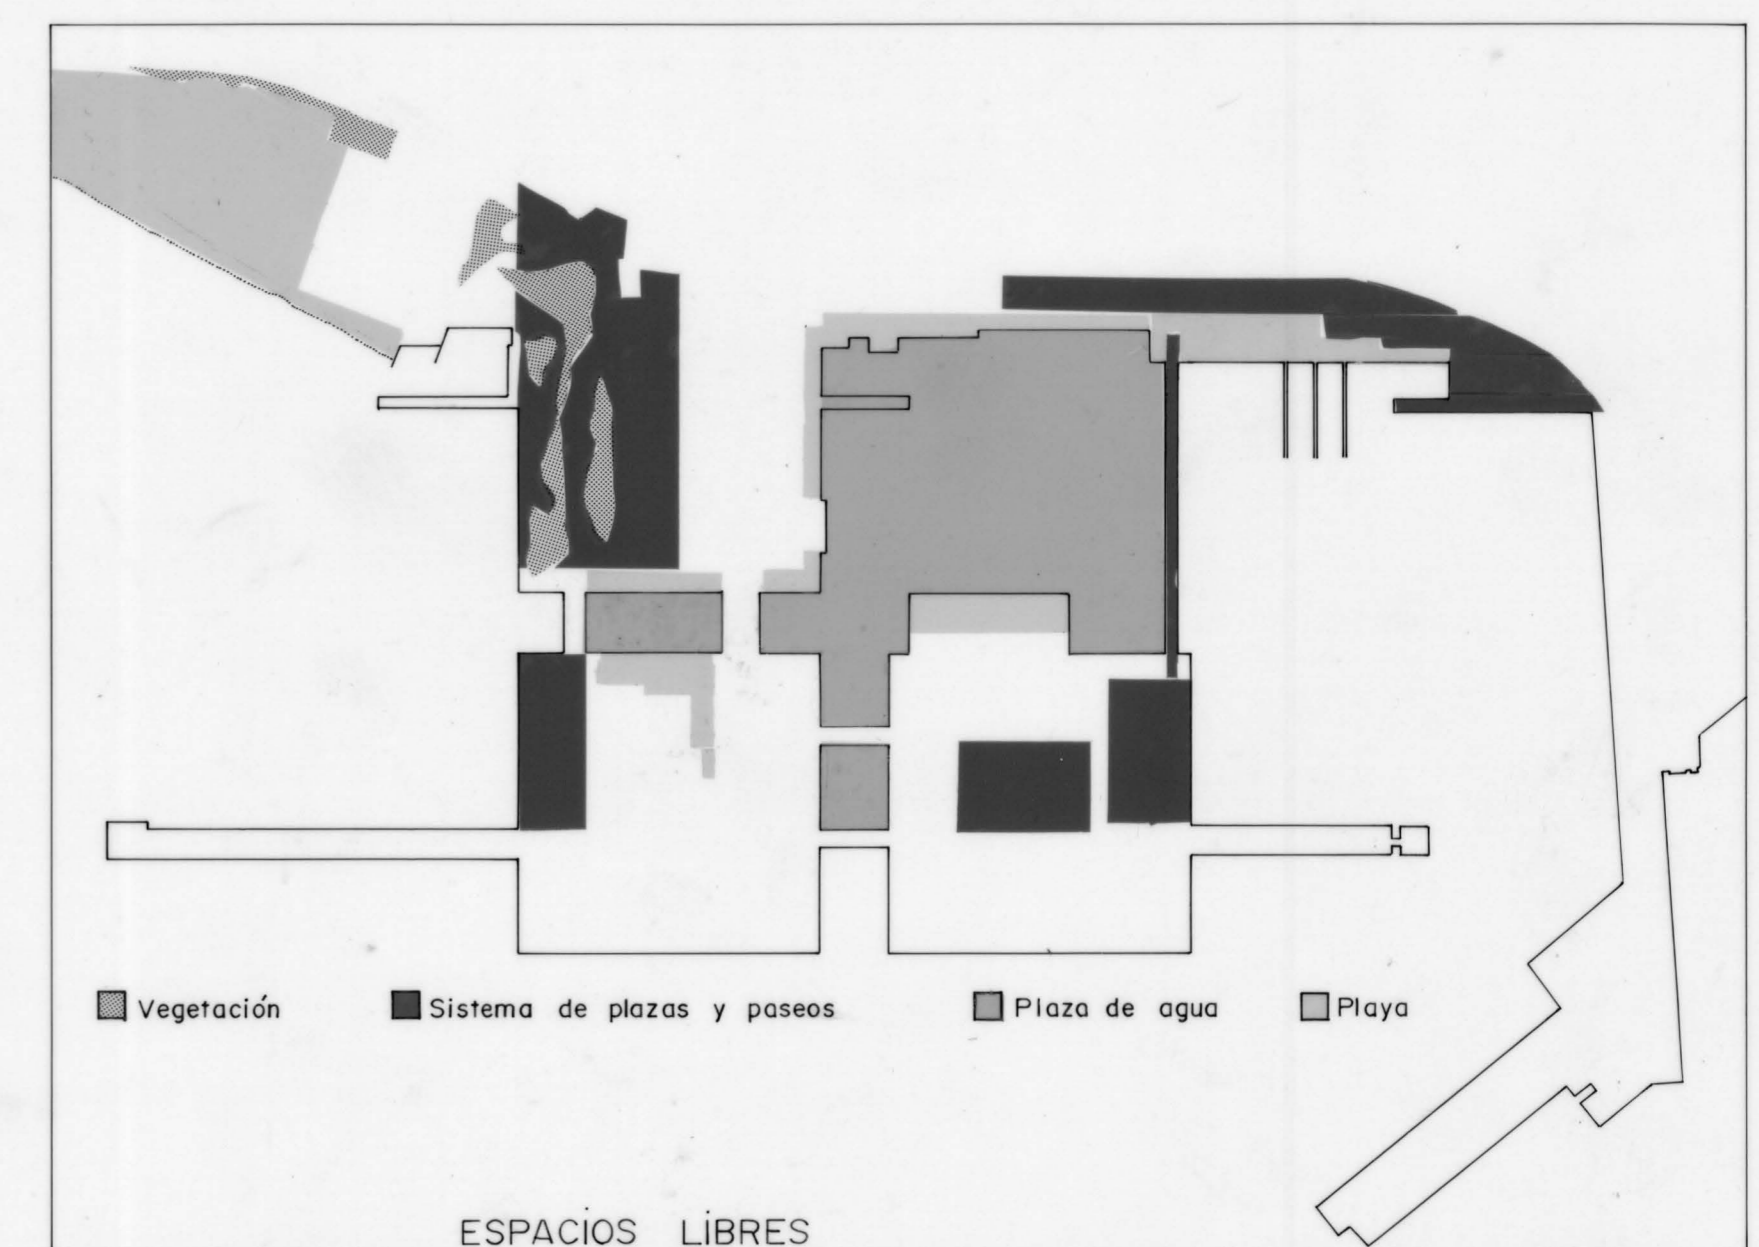 Vegetación Sistema de plazas y paseos Plaza de agua Playa
ESPACIOS LIBRES